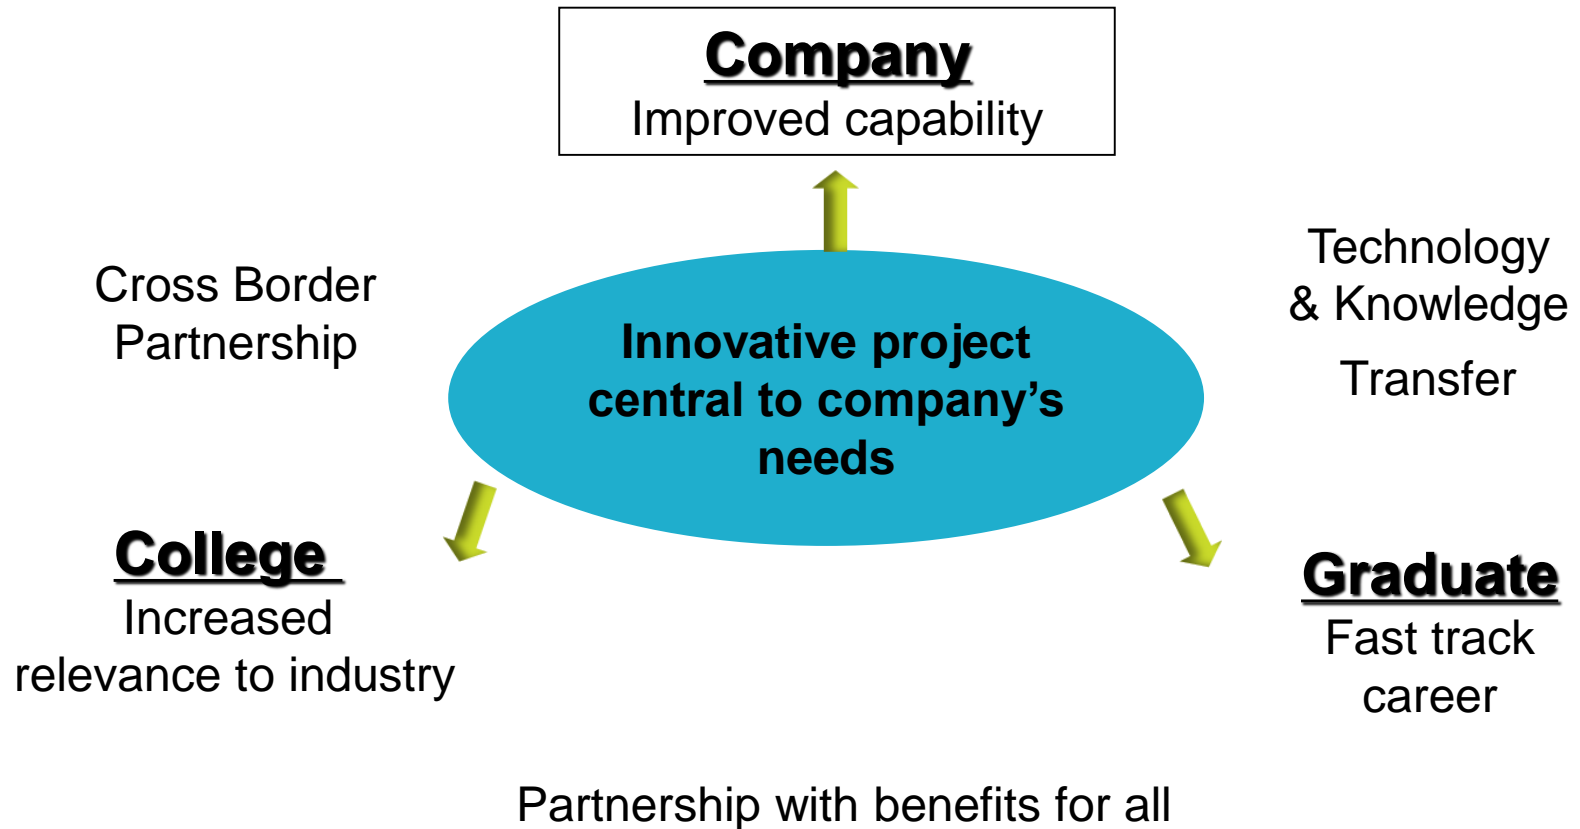 Company
Improved capability
Cross Border
Partnership
Technology
& Knowledge
Transfer
Innovative project
central to company’s
needs
College
Increased
relevance to industry
Graduate
Fast track
career
Partnership with benefits for all